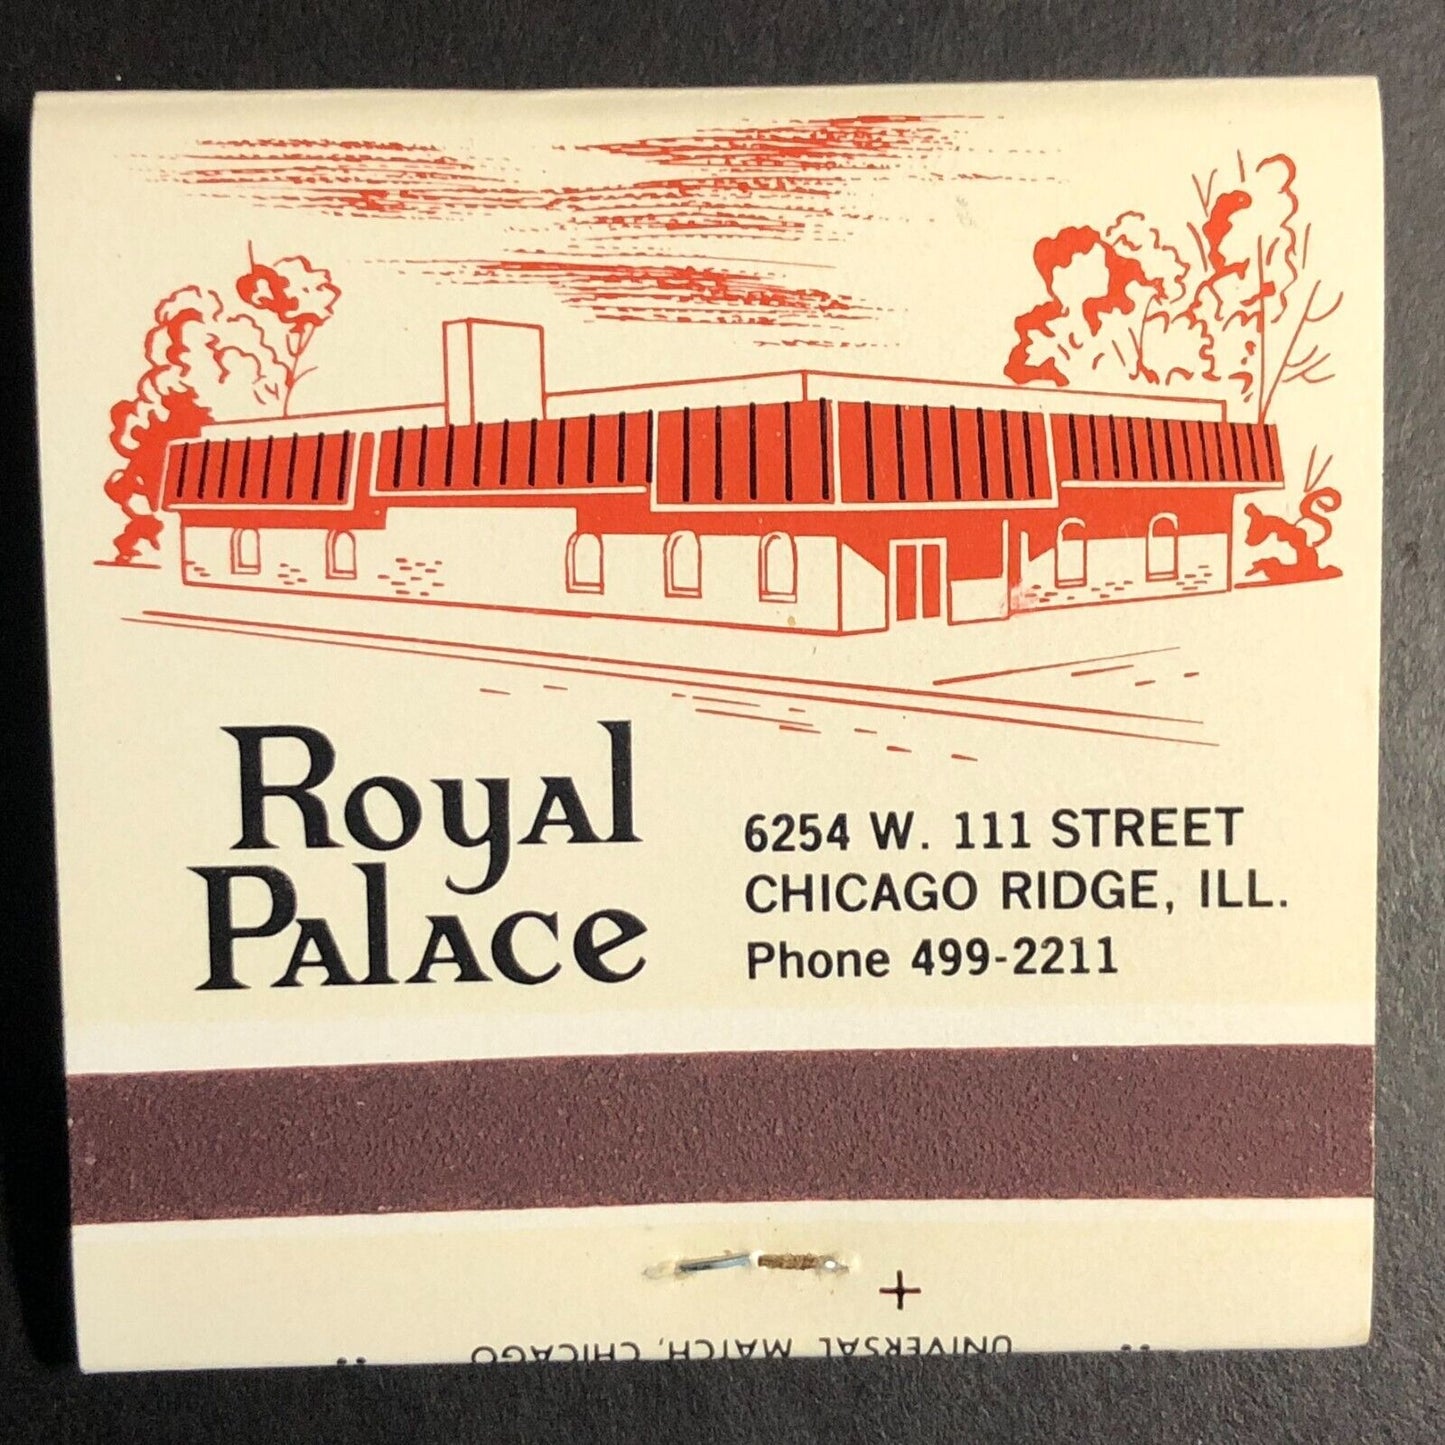 Royal
Palace
6254 W. 111 STREET
CHICAGO RIDGE, ILL.
Phone 499-2211
UNIVERSAL MATCH, CHICAGO